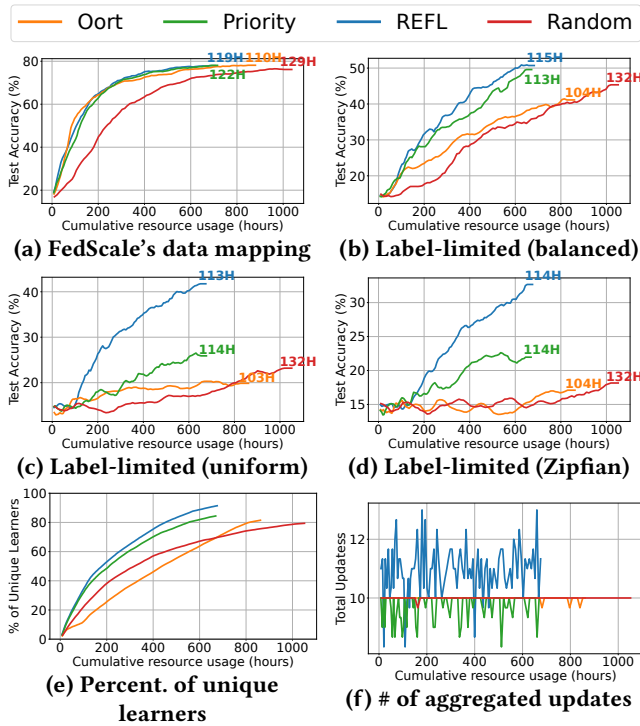 Oort Priority REFL Random
119H 110H
129H
122H
80
60
40
20
Test Accuracy (%)
0 200 400 600 800 1000
Cumulative resource usage (hours)
(a) FedScale's data mapping
115H
113H
132H
104H
50
40
30
20
Test Accuracy (%)
0 200 400 600 800 1000
Cumulative resource usage (hours)
(b) Label-limited (balanced)
113H
114H
132H
103H
40
30
20
Test Accuracy (%)
0 200 400 600 800 1000
Cumulative resource usage (hours)
(c) Label-limited (uniform)
114H
114H
132H
104H
30
25
20
15
Test Accuracy (%)
0 200 400 600 800 1000
Cumulative resource usage (hours)
(d) Label-limited (Zipfian)
100
80
60
40
20
0
% of Unique Learners
0 200 400 600 800 1000
Cumulative resource usage (hours)
(e) Percent. of unique
learners
12
10
Total Updatess
0 200 400 600 800 1000
Cumulative resource usage (hours)
(f) # of aggregated updates